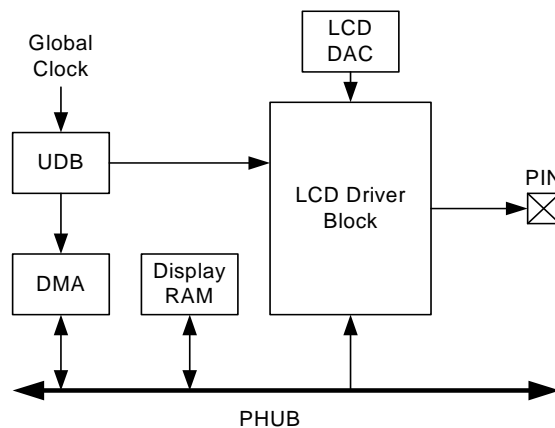 Global
Clock
LCD
DAC
UDB
LCD Driver
Block
PIN
DMA
Display
RAM
PHUB